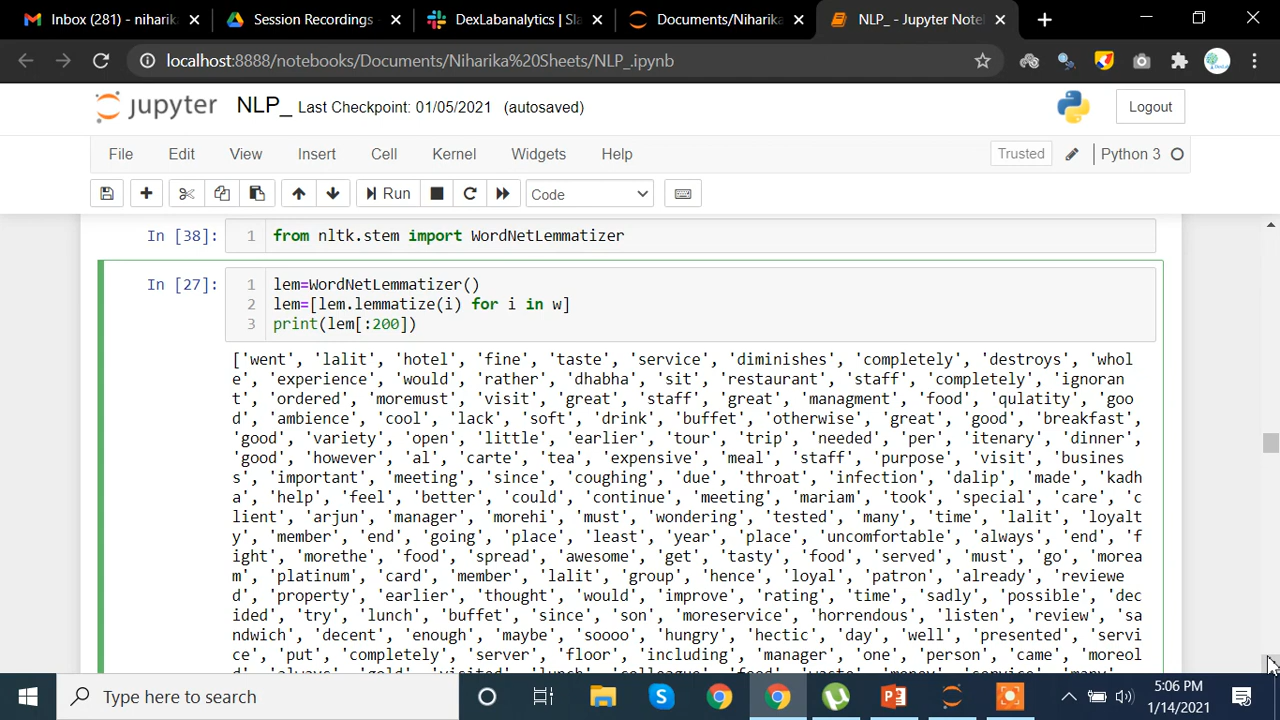 Inbox (281) - niharika
Session Recordings
DexLabanalytics | Sla
Documents/Niharika
NLP_ - Jupyter Note
localhost:8888/notebooks/Documents/Niharika%20Sheets/NLP_.ipynb
jupyter NLP_ Last Checkpoint: 01/05/2021 (autosaved)
Logout
File Edit View Insert Cell Kernel Widgets Help
Trusted Python 3
Run Code
In [38]: 1 from nltk.stem import WordNetLemmatizer
In [27]: 1 lem=WordNetLemmatizer()
2 lem=[lem.lemmatize(i) for i in w]
3 print(lem[:200])
['went', 'lalit', 'hotel', 'fine', 'taste', 'service', 'diminishes', 'completely', 'destroys', 'whol
e', 'experience', 'would', 'rather', 'dhabha', 'sit', 'restaurant', 'staff', 'completely', 'ignoran
t', 'ordered', 'moremust', 'visit', 'great', 'staff', 'great', 'managment', 'food', 'qulatity', 'goo
d', 'ambience', 'cool', 'lack', 'soft', 'drink', 'buffet', 'otherwise', 'great', 'good', 'breakfast',
'good', 'variety', 'open', 'little', 'earlier', 'tour', 'trip', 'needed', 'per', 'itenary', 'dinner',
'good', 'however', 'al', 'carte', 'tea', 'expensive', 'meal', 'staff', 'purpose', 'visit', 'busines
s', 'important', 'meeting', 'since', 'coughing', 'due', 'throat', 'infection', 'dalip', 'made', 'kadh
a', 'help', 'feel', 'better', 'could', 'continue', 'meeting', 'mariam', 'took', 'special', 'care', 'c
lient', 'arjun', 'manager', 'morehi', 'must', 'wondering', 'tested', 'many', 'time', 'lalit', 'loyalt
y', 'member', 'end', 'going', 'place', 'least', 'year', 'place', 'uncomfortable', 'always', 'end', 'f
ight', 'morethe', 'food', 'spread', 'awesome', 'get', 'tasty', 'food', 'served', 'must', 'go', 'morea
m', 'platinum', 'card', 'member', 'lalit', 'group', 'hence', 'loyal', 'patron', 'already', 'reviewe
d', 'property', 'earlier', 'thought', 'would', 'improve', 'rating', 'time', 'sadly', 'possible', 'dec
ided', 'try', 'lunch', 'buffet', 'since', 'son', 'moreservice', 'horrendous', 'listen', 'review', 'sa
ndwich', 'decent', 'enough', 'maybe', 'soooo', 'hungry', 'hectic', 'day', 'well', 'presented', 'servi
ce', 'put', 'completely', 'server', 'floor', 'including', 'manager', 'one', 'person', 'came', 'moreol
Type here to search
5:06 PM
1/14/2021